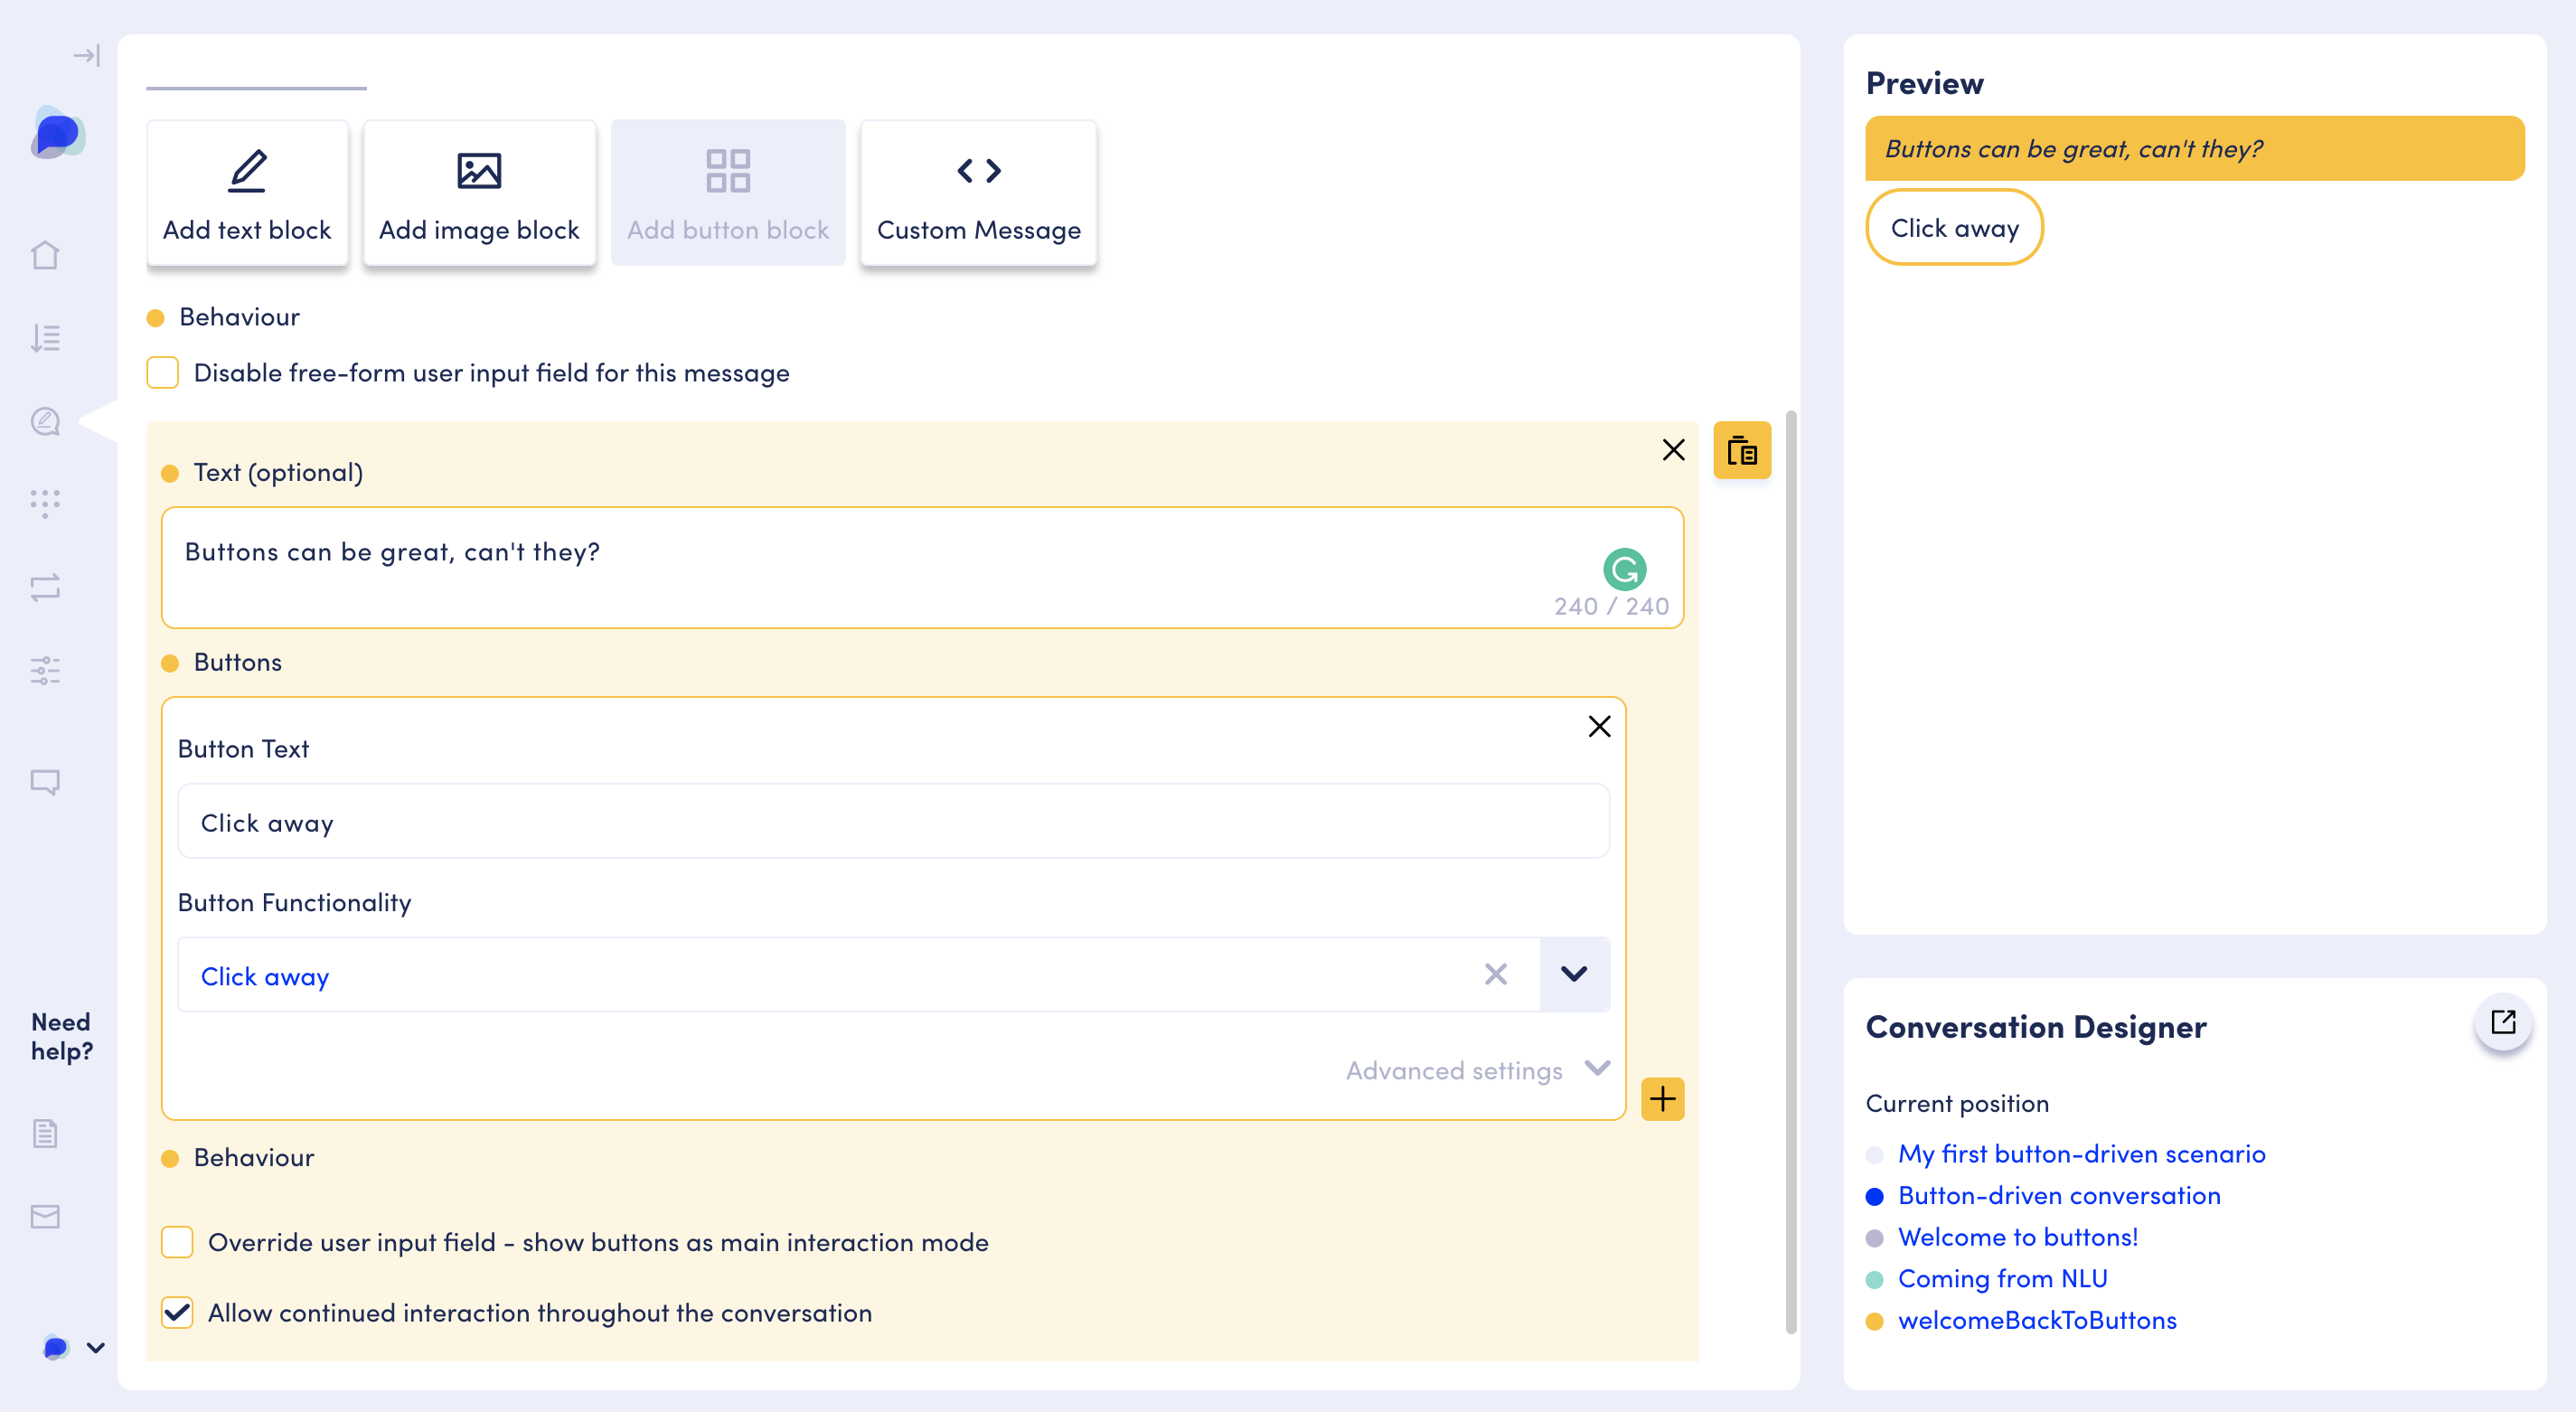 Add text block
Add image block
Add button block
Custom Message
Behaviour
Disable free-form user input field for this message
Text (optional)
Buttons can be great, can't they?
240 / 240
Buttons
Button Text
Click away
Button Functionality
Click away
Advanced settings
Behaviour
Override user input field - show buttons as main interaction mode
Allow continued interaction throughout the conversation
Need
help?
Preview
Buttons can be great, can't they?
Click away
Conversation Designer
Current position
My first button-driven scenario
Button-driven conversation
Welcome to buttons!
Coming from NLU
welcomeBackToButtons